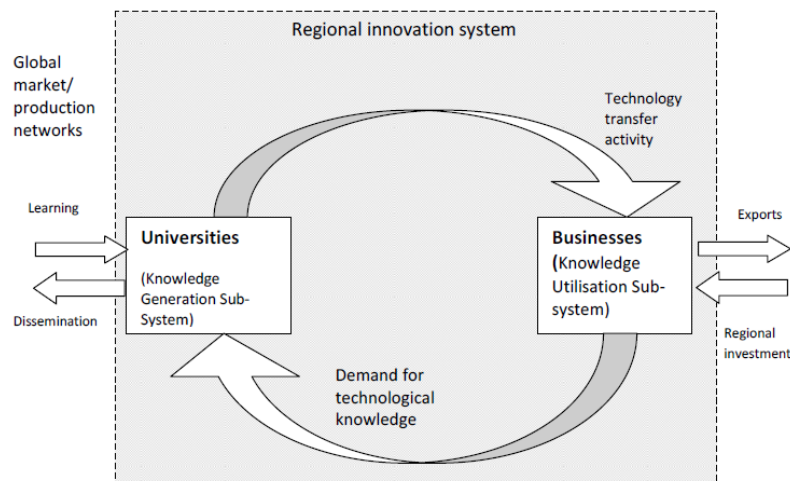 Regional innovation system
Global
market/
production
networks
Technology
transfer
activity
Learning
Dissemination
Universities
(Knowledge
Generation Sub-
System)
Businesses
(Knowledge
Utilisation Sub-
system)
Exports
Regional
investment
Demand for
technological
knowledge